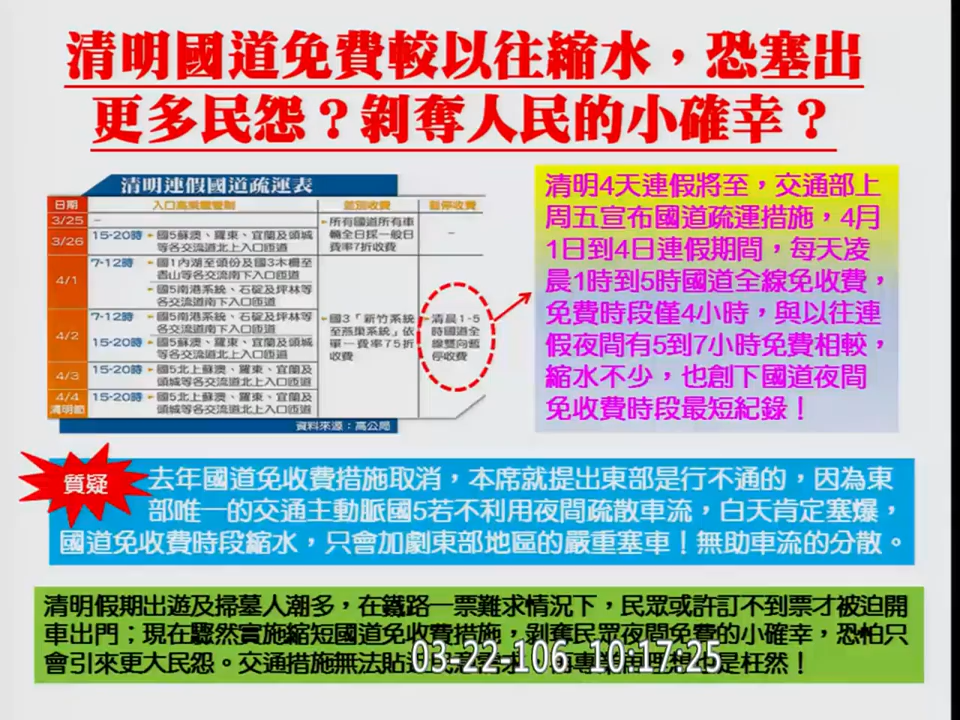 清明國道免費較以往縮水,恐塞出
更多民怨?剝奪人民的小確幸?
清明連假國道疏運表
日期 入口高乘載管制 差別收費 暫停收費
3/25 –
3/26 15-20時 ►國5蘇澳、羅東、宜蘭及頭城
等各交流道北上入口匝道
►所有國道所有車
輛全日採一般日
費率7折收費
–
4/1 7-12時 ►國1內湖至頭份及國3木柵至
香山等各交流南下入口匝道
►國5南港系統、石碇及坪林等
各交流道南下入口匝道
4/2 7-12時 ►國5南港系統、石碇及坪林等
各交流道南下入口匝道
15-20時 ►國5蘇澳、羅東、宜蘭及頭城
等各交流道北上入口匝道
4/3 15-20時 ►國5北上蘇澳、羅東、宜蘭及
頭城等各交流道北上入口匝道
4/4
清明節
15-20時 ►國5北上蘇澳、羅東、宜蘭及
頭城等各交流道北上入口匝道
►國3「新竹系統
至燕巢系統」依
單一費率75折
收費
►清晨1-5
時國道全
線雙向暫
停收費
資料來源:高公局
清明4天連假將至,交通部上
周五宣布國道疏運措施,4月
1日到4日連假期間,每天凌
晨1時到5時國道全線免收費,
免費時段僅4小時,與以往連
假夜間有5到7小時免費相較,
縮水不少,也創下國道夜間
免收費時段最短紀錄!
質疑
去年國道免收費措施取消,本席就提出東部是行不通的,因為東
部唯一的交通主動脈國5若不利用夜間疏散車流,白天肯定塞爆,
國道免收費時段縮水,只會加劇東部地區的嚴重塞車!無助車流的分散。
清明假期出遊及掃墓人潮多,在鐵路一票難求情況下,民眾或許訂不到票才被迫開
車出門;現在驟然實施縮短國道免收費措施,剝奪民眾夜間免費的小確幸,恐怕只
會引來更大民怨。交通措施無法貼近
是枉然!
03-22-106 10:17:25